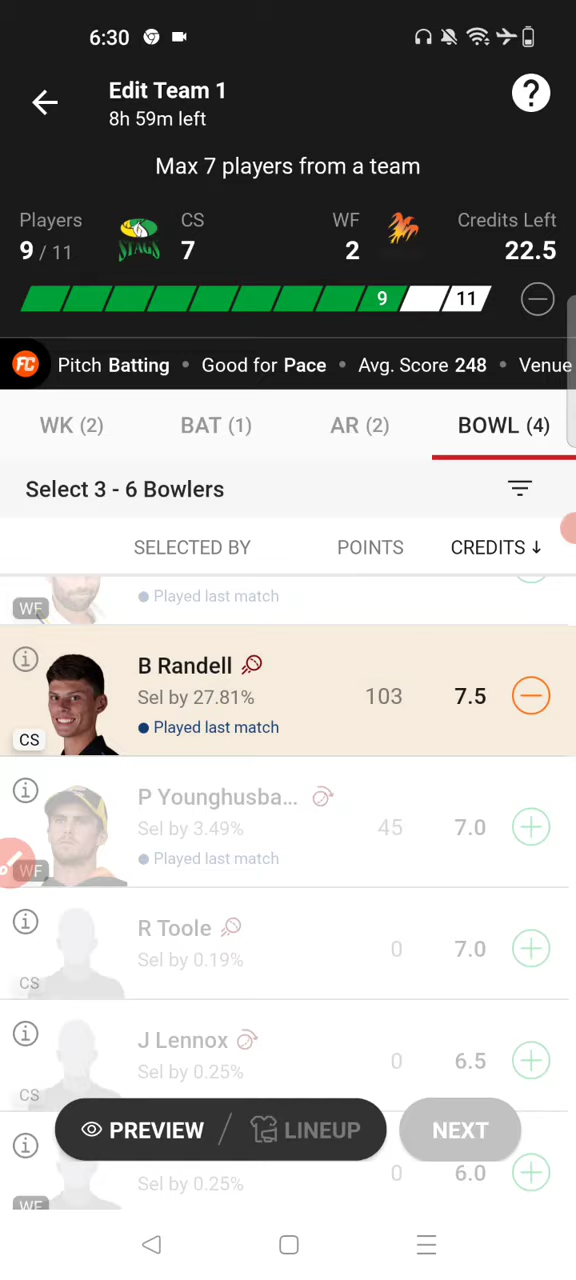 6:30
Edit Team 1
8h 59m left
?
Max 7 players from a team
Players CS WF Credits Left
STAGS
9 / 11 7 2 22.5
9 11
FC Pitch Batting • Good for Pace • Avg. Score 248 • Venue
WK (2) BAT (1) AR (2) BOWL (4)
Select 3 - 6 Bowlers
SELECTED BY POINTS CREDITS ↓
WF Played last match
B Randell
Sel by 27.81% 103 7.5
CS Played last match
P Younghusba...
Sel by 3.49% 45 7.0
WF Played last match
R Toole
Sel by 0.19% 0 7.0
CS
J Lennox
Sel by 0.25% 0 6.5
CS
PREVIEW / LINEUP NEXT
Sel by 0.25% 0 6.0
WF